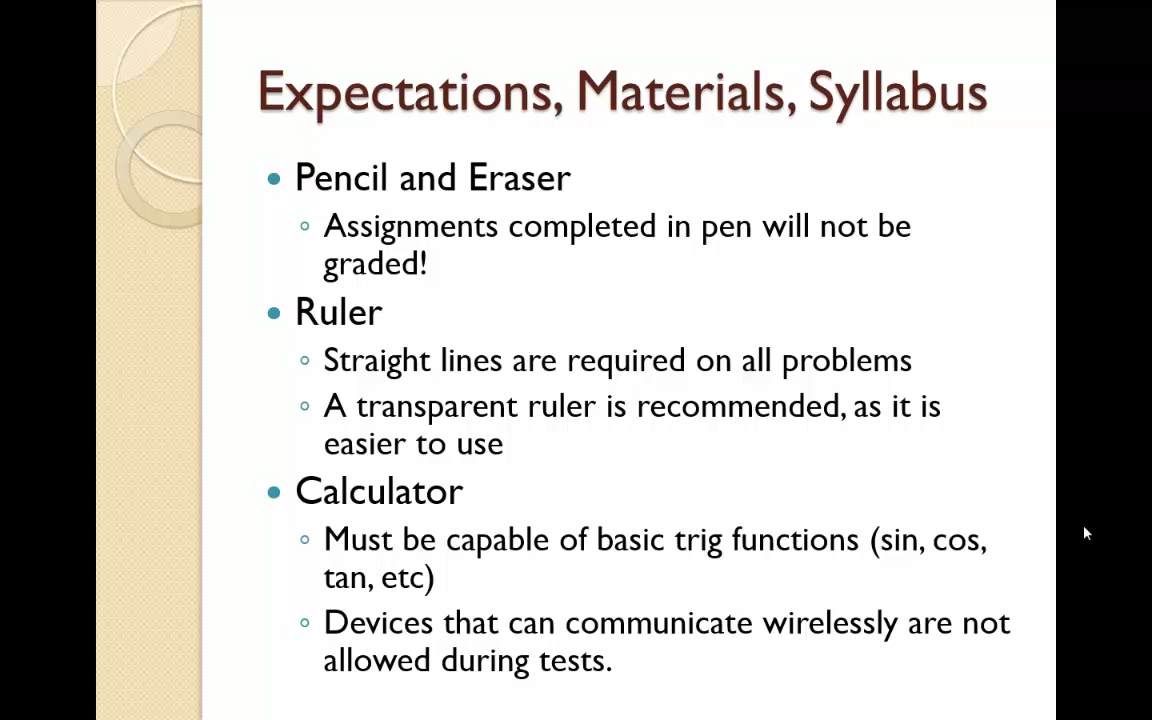 Expectations, Materials, Syllabus
• Pencil and Eraser
◦ Assignments completed in pen will not be
graded!
• Ruler
◦ Straight lines are required on all problems
◦ A transparent ruler is recommended, as it is
easier to use
• Calculator
◦ Must be capable of basic trig functions (sin, cos,
tan, etc)
◦ Devices that can communicate wirelessly are not
allowed during tests.